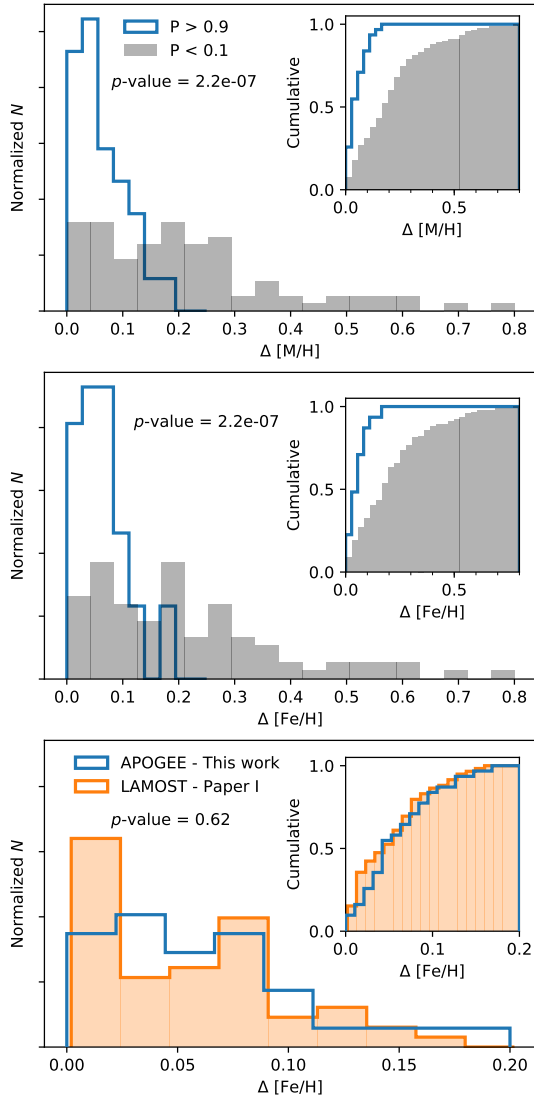 P > 0.9
P < 0.1
p-value = 2.2e-07
Normalized N
Cumulative
1.0
0.5
0.0
0.0
0.5
Δ [M/H]
0.0
0.1
0.2
0.3
0.4
0.5
0.6
0.7
0.8
Δ [M/H]
p-value = 2.2e-07
Normalized N
Cumulative
1.0
0.5
0.0
0.0
0.5
Δ [Fe/H]
0.0
0.1
0.2
0.3
0.4
0.5
0.6
0.7
0.8
Δ [Fe/H]
APOGEE - This work
LAMOST - Paper I
p-value = 0.62
Normalized N
Cumulative
1.0
0.5
0.0
0.0
0.1
0.2
Δ [Fe/H]
0.00
0.05
0.10
0.15
0.20
Δ [Fe/H]